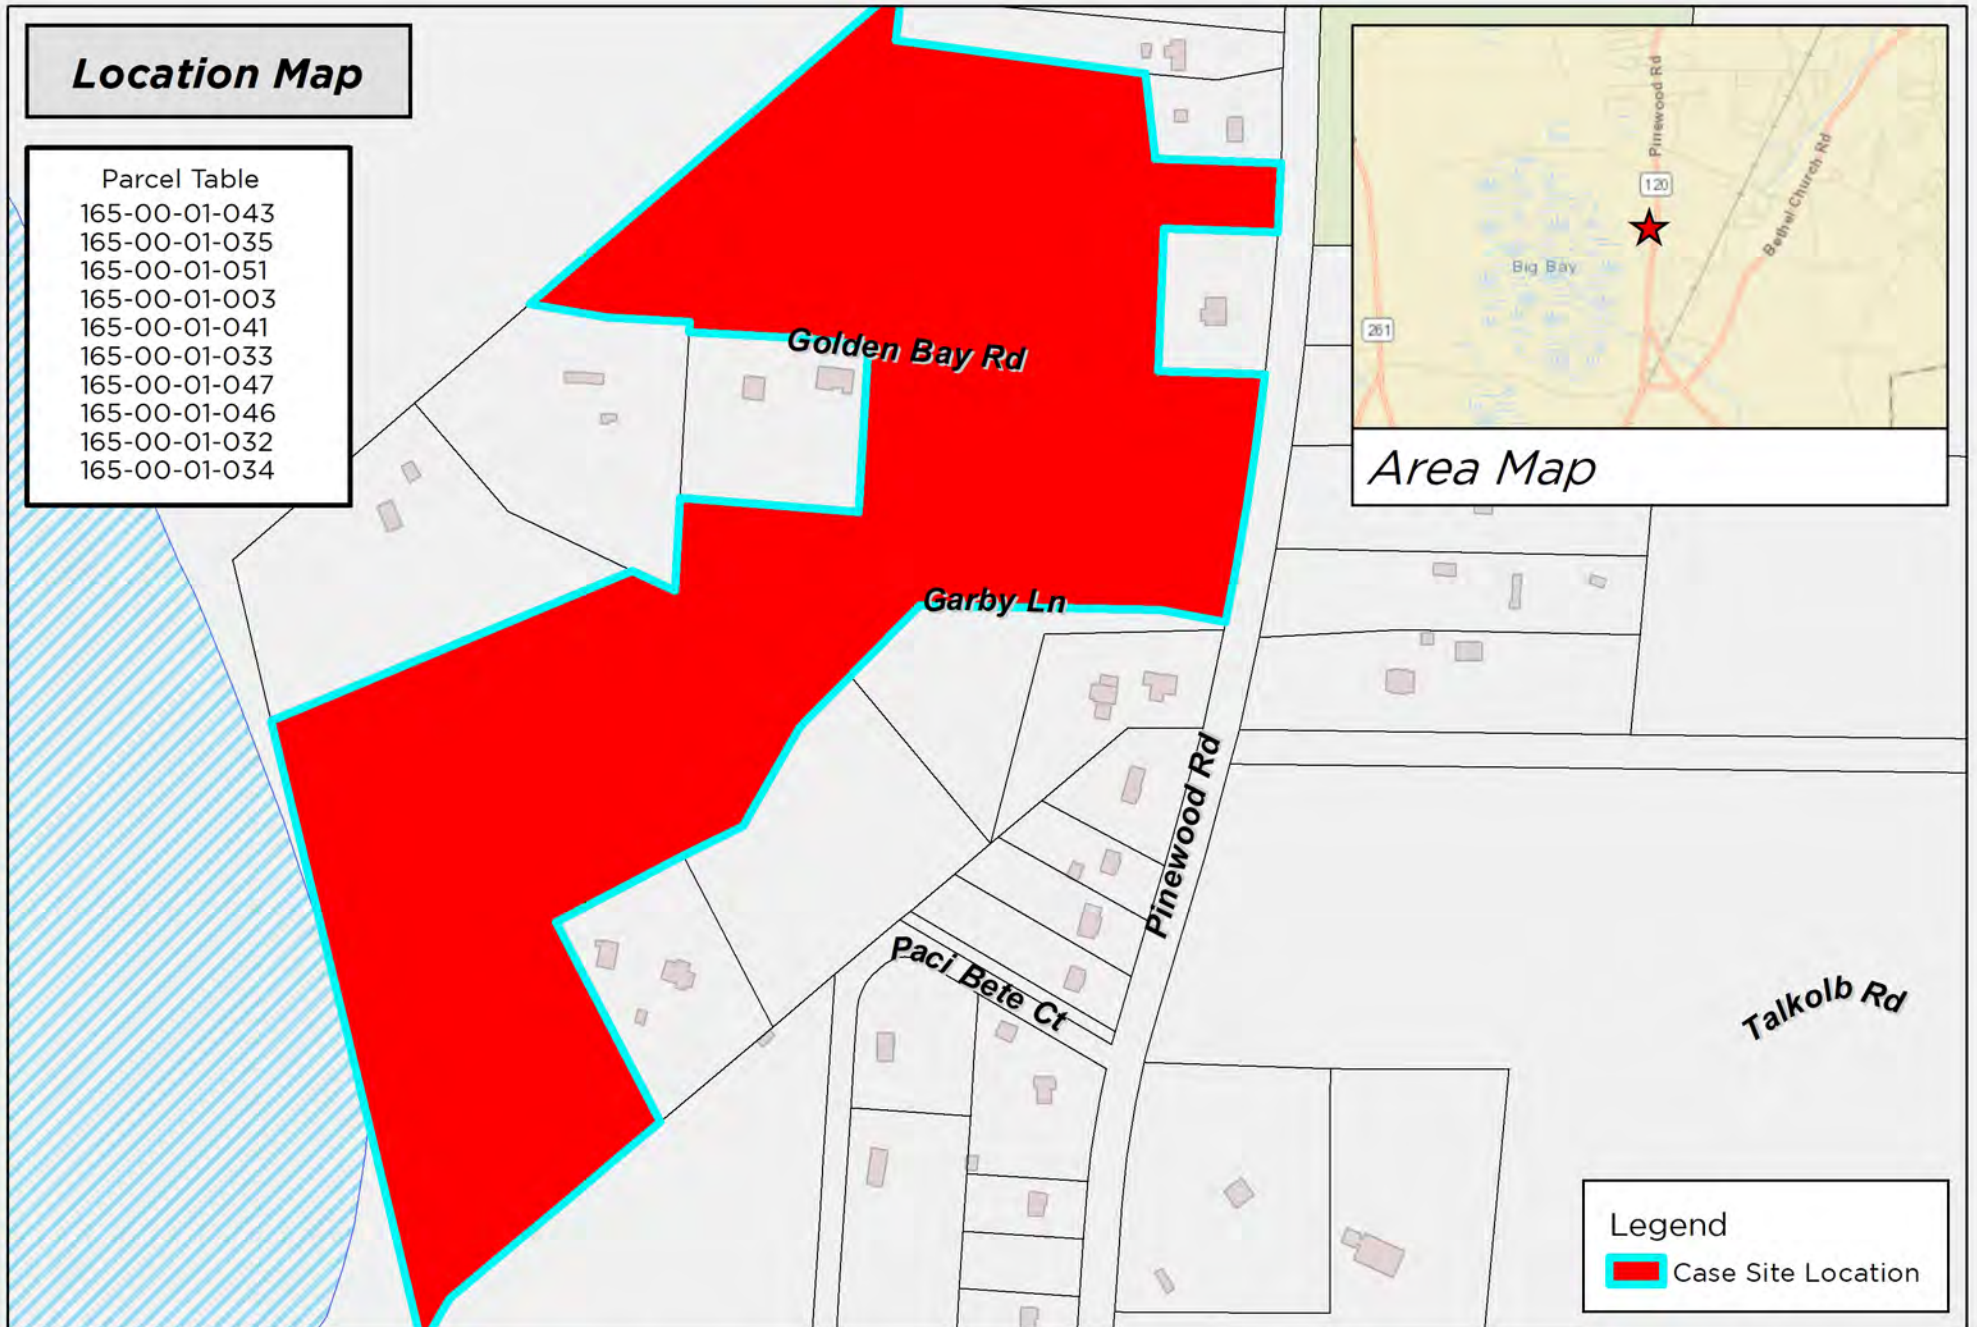 Location Map
Parcel Table
165-00-01-043
165-00-01-035
165-00-01-051
165-00-01-003
165-00-01-041
165-00-01-033
165-00-01-047
165-00-01-046
165-00-01-032
165-00-01-034
Pinewood Rd
120
Bethel Church Rd
Big Bay
261
Area Map
Golden Bay Rd
Garby Ln
Pinewood Rd
Paci Bete Ct
Talkolb Rd
Legend
Case Site Location